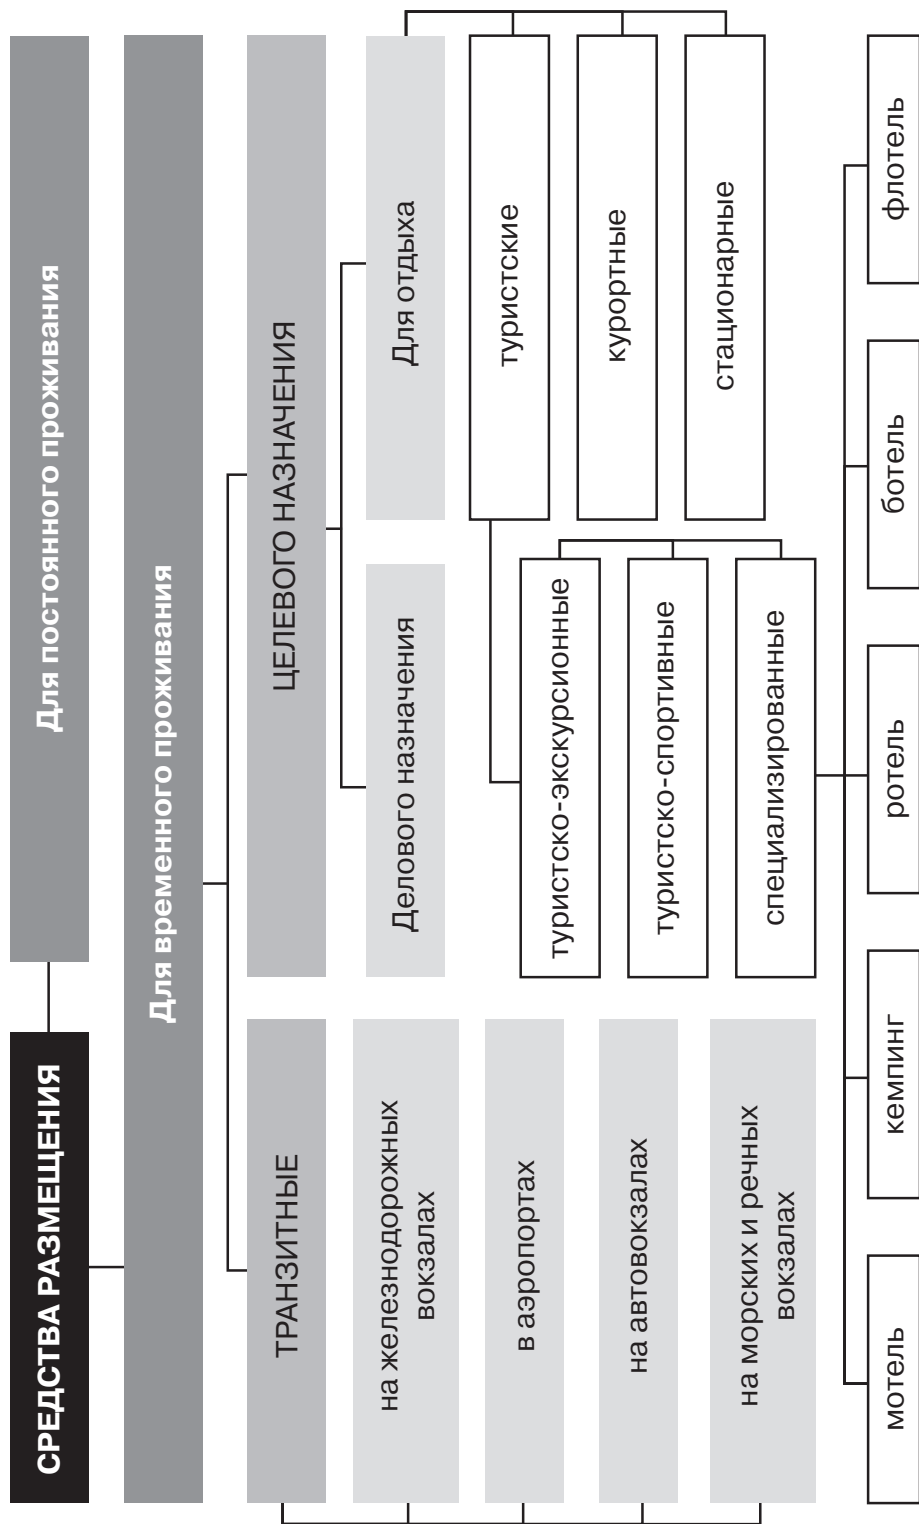 СРЕДСТВА РАЗМЕЩЕНИЯ
Для постоянного проживания
Для временного проживания
ТРАНЗИТНЫЕ
ЦЕЛЕВОГО НАЗНАЧЕНИЯ
на железнодорожных
вокзалах
в аэропортах
на автовокзалах
на морских и речных
вокзалах
Делового назначения
Для отдыха
туристские
курортные
стационарные
туристско-экскурсионные
туристско-спортивные
специализированные
мотель
кемпинг
ротель
ботель
флотель